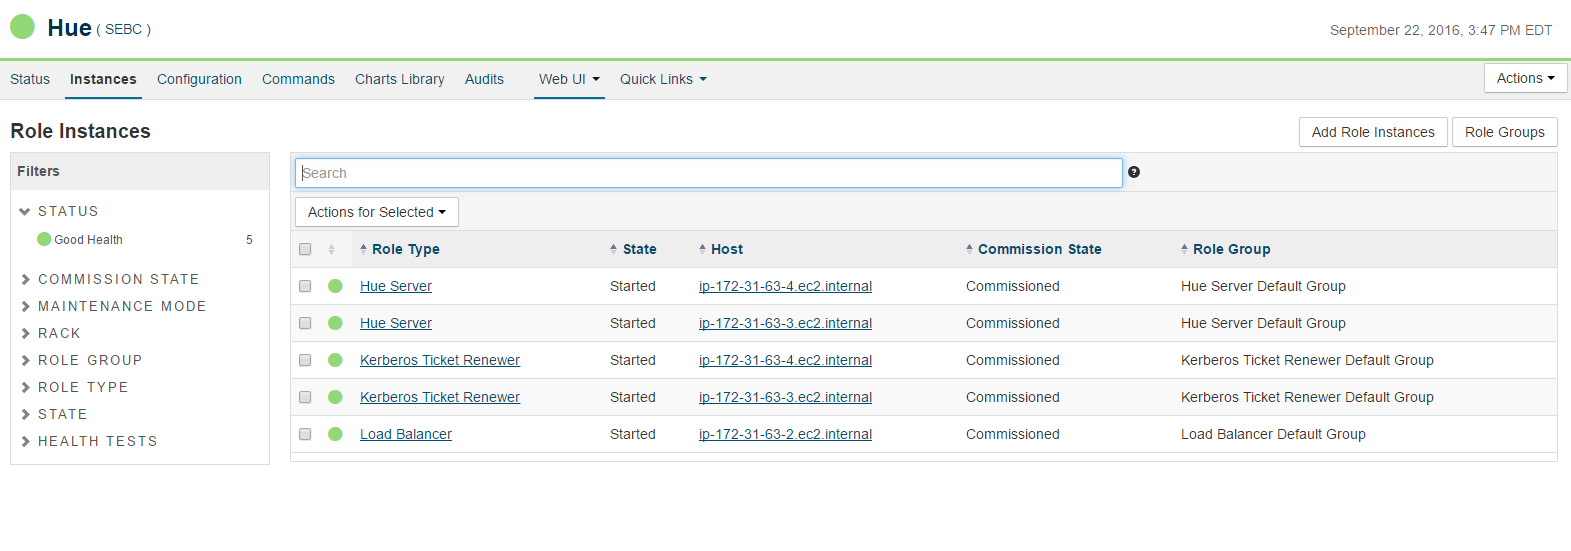 Hue ( SEBC )
September 22, 2016, 3:47 PM EDT
Status Instances Configuration Commands Charts Library Audits Web UI Quick Links Actions
Role Instances Add Role Instances Role Groups
Filters
STATUS
Good Health 5
COMMISSION STATE
MAINTENANCE MODE
RACK
ROLE GROUP
ROLE TYPE
STATE
HEALTH TESTS
Search ?
Actions for Selected
Role Type State Host Commission State Role Group
Hue Server Started ip-172-31-63-4.ec2.internal Commissioned Hue Server Default Group
Hue Server Started ip-172-31-63-3.ec2.internal Commissioned Hue Server Default Group
Kerberos Ticket Renewer Started ip-172-31-63-4.ec2.internal Commissioned Kerberos Ticket Renewer Default Group
Kerberos Ticket Renewer Started ip-172-31-63-3.ec2.internal Commissioned Kerberos Ticket Renewer Default Group
Load Balancer Started ip-172-31-63-2.ec2.internal Commissioned Load Balancer Default Group